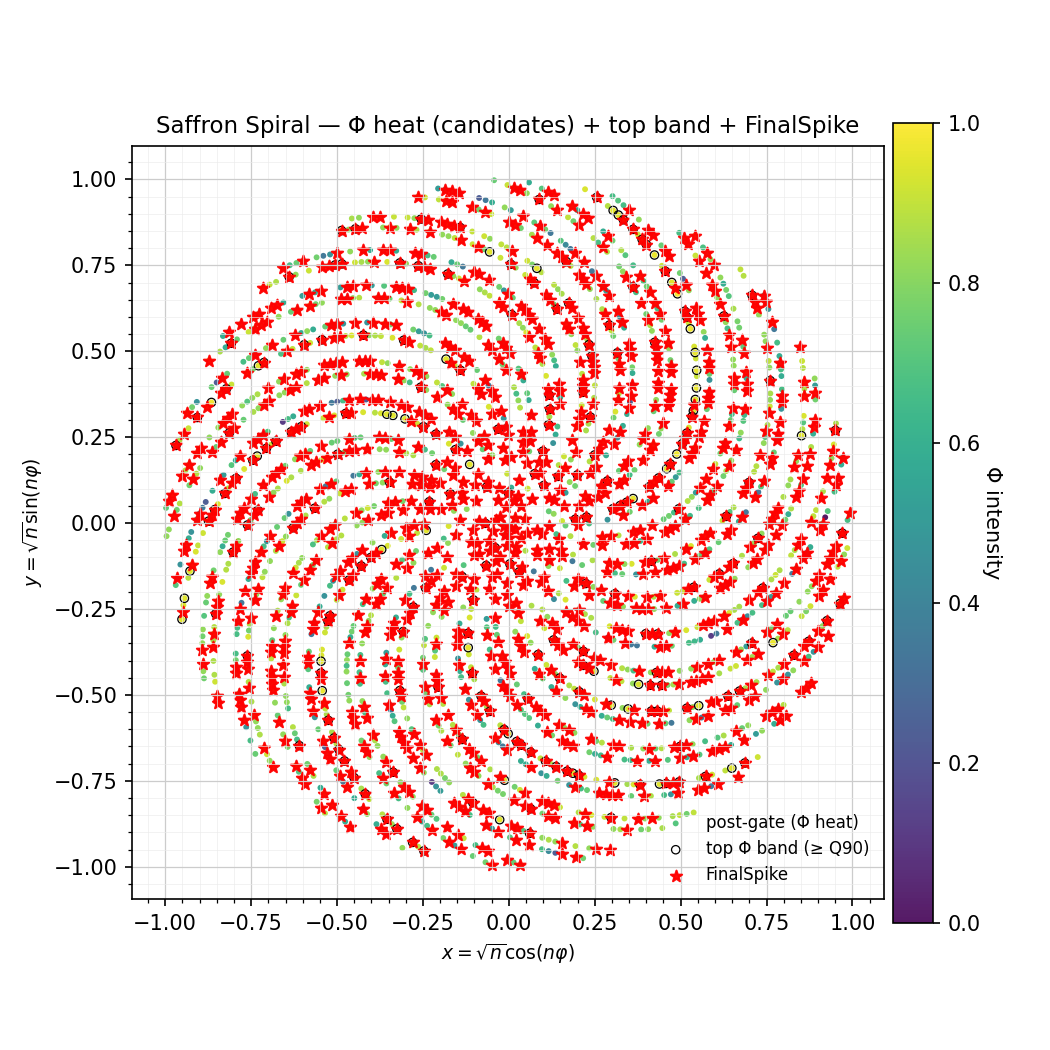 Saffron Spiral — Φ heat (candidates) + top band + FinalSpike
1.00
0.75
0.50
0.25
0.00
−0.25
−0.50
−0.75
−1.00
y = √n sin(nφ)
−1.00 −0.75 −0.50 −0.25 0.00 0.25 0.50 0.75 1.00
x = √n cos(nφ)
post-gate (Φ heat)
top Φ band (≥ Q90)
FinalSpike
1.0
0.8
0.6
0.4
0.2
0.0
Φ intensity